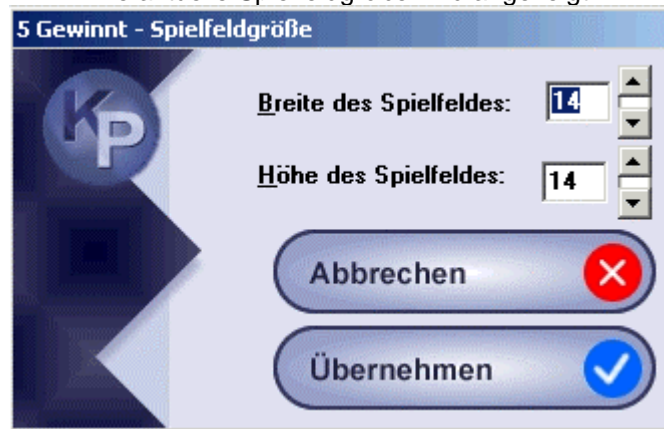 5 Gewinnt - Spielfeldgröße
KP
Breite des Spielfeldes: 14
Höhe des Spielfeldes: 14
Abbrechen
Übernehmen